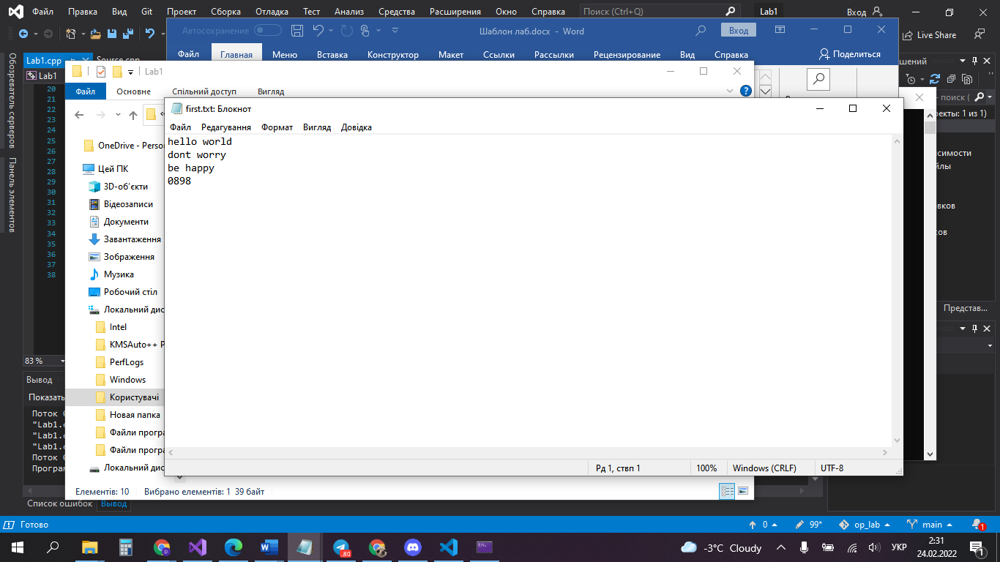 Файл Правка Вид Git Проект Сборка Отладка Тест Анализ Средства Расширения Окно Справка Поиск (Ctrl+Q) Lab1 Вход
Live Share
Автосохранение Шаблон лаб.docx - Word Вход
Файл Главная Меню Вставка Конструктор Макет Ссылки Рассылки Рецензирование Вид Справка Поделиться
Lab1.cpp Source.cpp
Lab1
Обозреватель серверов
Панель элементов
20
21
22
23
24
25
26
27
28
29
30
31
32
33
34
35
36
37
38
83 %
Вывод
Показать
Поток
"Lab1.
"Lab1.
"Lab1.
Поток
Програм
Список ошибок Вывод
Lab1
Файл Основне Спільний доступ Вигляд
OneDrive - Person
Цей ПК
3D-об'єкти
Відеозаписи
Документи
Завантаження
Зображення
Музика
Робочий стіл
Локальний дис
Intel
KMSAuto++ P
PerfLogs
Windows
Користувачі
Нова папка
Файли програ
Файли програ
Локальний дис
Елементів: 10 Вибрано елементів: 1 39 байт
first.txt: Блокнот
Файл Редагування Формат Вигляд Довідка
hello world
dont worry
be happy
0898
Рд 1, ствп 1 100% Windows (CRLF) UTF-8
шений
- поиск (
екты: 1 из 1)
симости
йлы
вков
ов
Представ...
Готово 0 99* op_lab main 1
.80
-3°C Cloudy УКР 2:31
24.02.2022 1